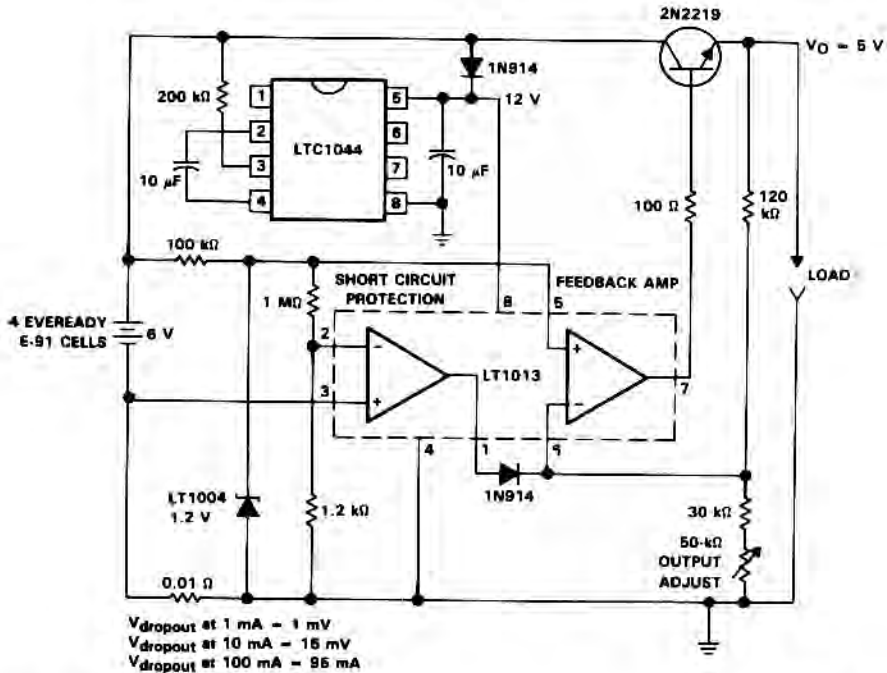 2N2219
VO = 5 V
1N914
200 kΩ
1
2
3
4
5
6
7
8
LTC1044
12 V
10 µF
10 µF
100 Ω
120
kΩ
100 kΩ
1 MΩ
SHORT CIRCUIT
PROTECTION
FEEDBACK AMP
LOAD
8
5
4 EVEREADY
E-91 CELLS
6 V
2
−
+
3
LT1013
+
−
7
4
1
1N914
LT1004
1.2 V
1.2 kΩ
30 kΩ
50-kΩ
OUTPUT
ADJUST
0.01 Ω
Vdropout at 1 mA = 1 mV
Vdropout at 10 mA = 15 mV
Vdropout at 100 mA = 95 mA